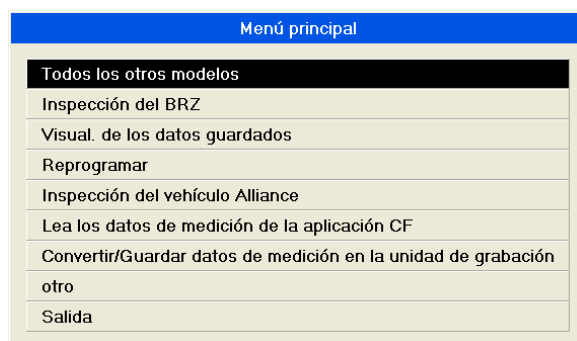 Menú principal
Todos los otros modelos
Inspección del BRZ
Visual. de los datos guardados
Reprogramar
Inspección del vehículo Alliance
Lea los datos de medición de la aplicación CF
Convertir/Guardar datos de medición en la unidad de grabación
otro
Salida